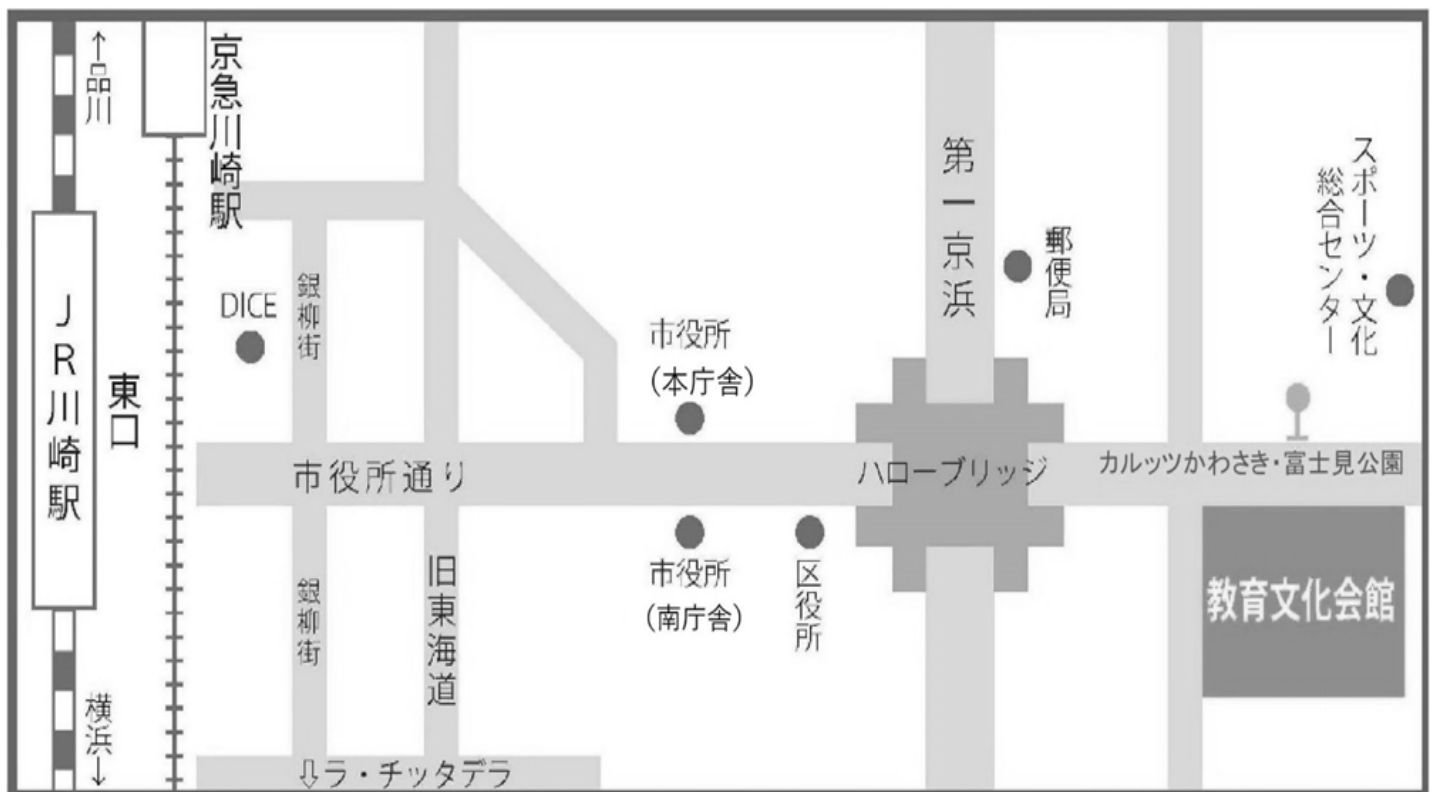 ←品川
京急川崎駅
JR川崎駅
東口
横浜→
DICE
銀柳街
市役所
(本庁舎)
第一京浜
郵便局
スポーツ・文化
総合センター
市役所通り
ハローブリッジ
カルッツかわさき・富士見公園
銀柳街
旧東海道
市役所
(南庁舎)
区役所
教育文化会館
⇩ラ・チッタデラ